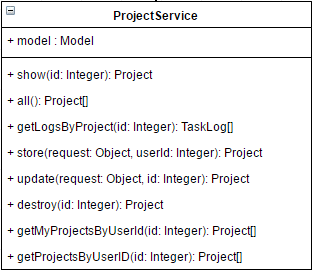 ProjectService
+ model : Model
+ show(id: Integer): Project
+ all(): Project[]
+ getLogsByProject(id: Integer): TaskLog[]
+ store(request: Object, userId: Integer): Project
+ update(request: Object, id: Integer): Project
+ destroy(id: Integer): Project
+ getMyProjectsByUserId(id: Integer): Project[]
+ getProjectsByUserID(id: Integer): Project[]